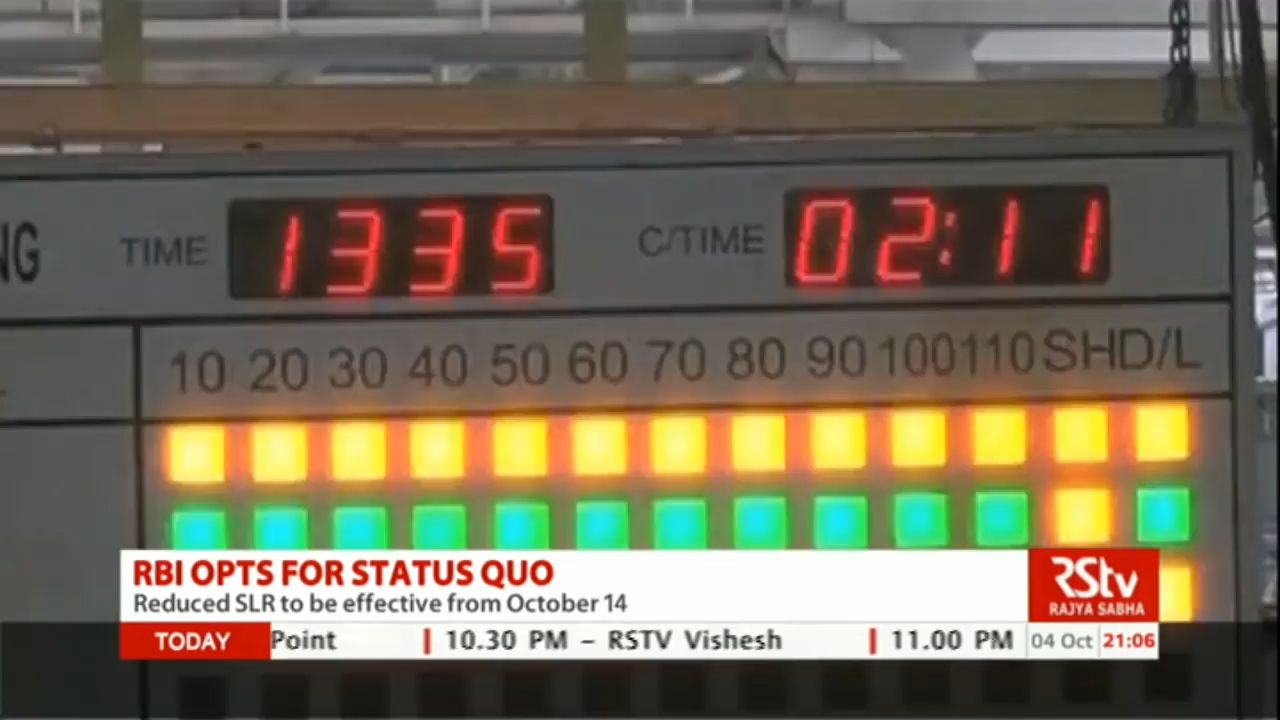 NG TIME 1335 C/TIME 02:11
10 20 30 40 50 60 70 80 90 100 110 SHD/L
RBI OPTS FOR STATUS QUO
Reduced SLR to be effective from October 14
RStv
RAJYA SABHA
TODAY Point | 10.30 PM – RSTV Vishesh | 11.00 PM 04 Oct 21:06